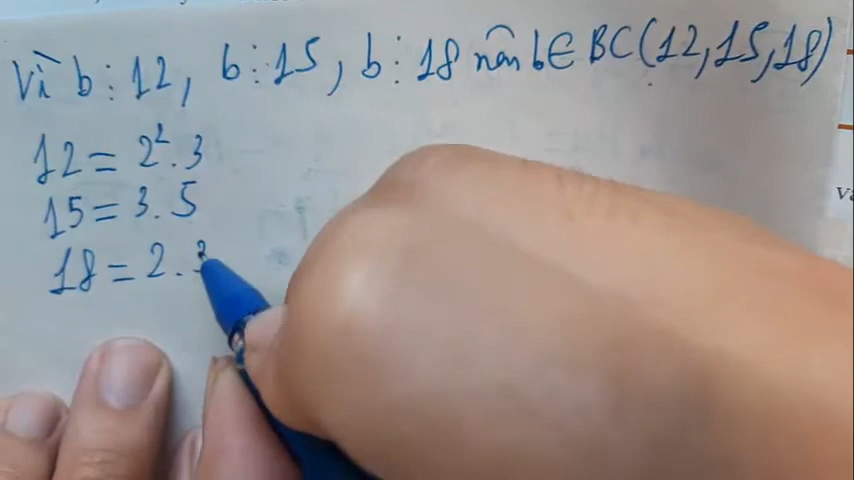 Vì b ⋮ 12, b ⋮ 15, b ⋮ 18 nên b ∈ BC(12,15,18)
12 = 2². 3
15 = 3. 5
18 = 2.